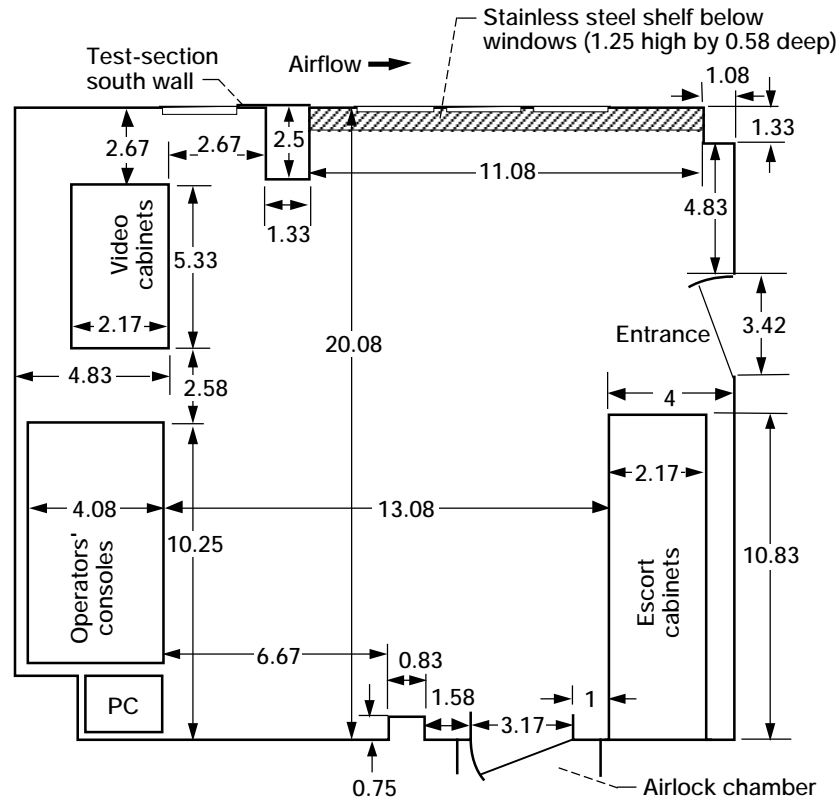 Stainless steel shelf below
windows (1.25 high by 0.58 deep)
Test-section
south wall
Airflow
1.08
1.33
2.67
2.67
2.5
11.08
4.83
1.33
Video
cabinets
5.33
2.17
Entrance
3.42
20.08
4.83
2.58
4
2.17
4.08
13.08
10.25
10.83
Operators'
consoles
Escort
cabinets
6.67
0.83
1.58
1
3.17
PC
0.75
Airlock chamber